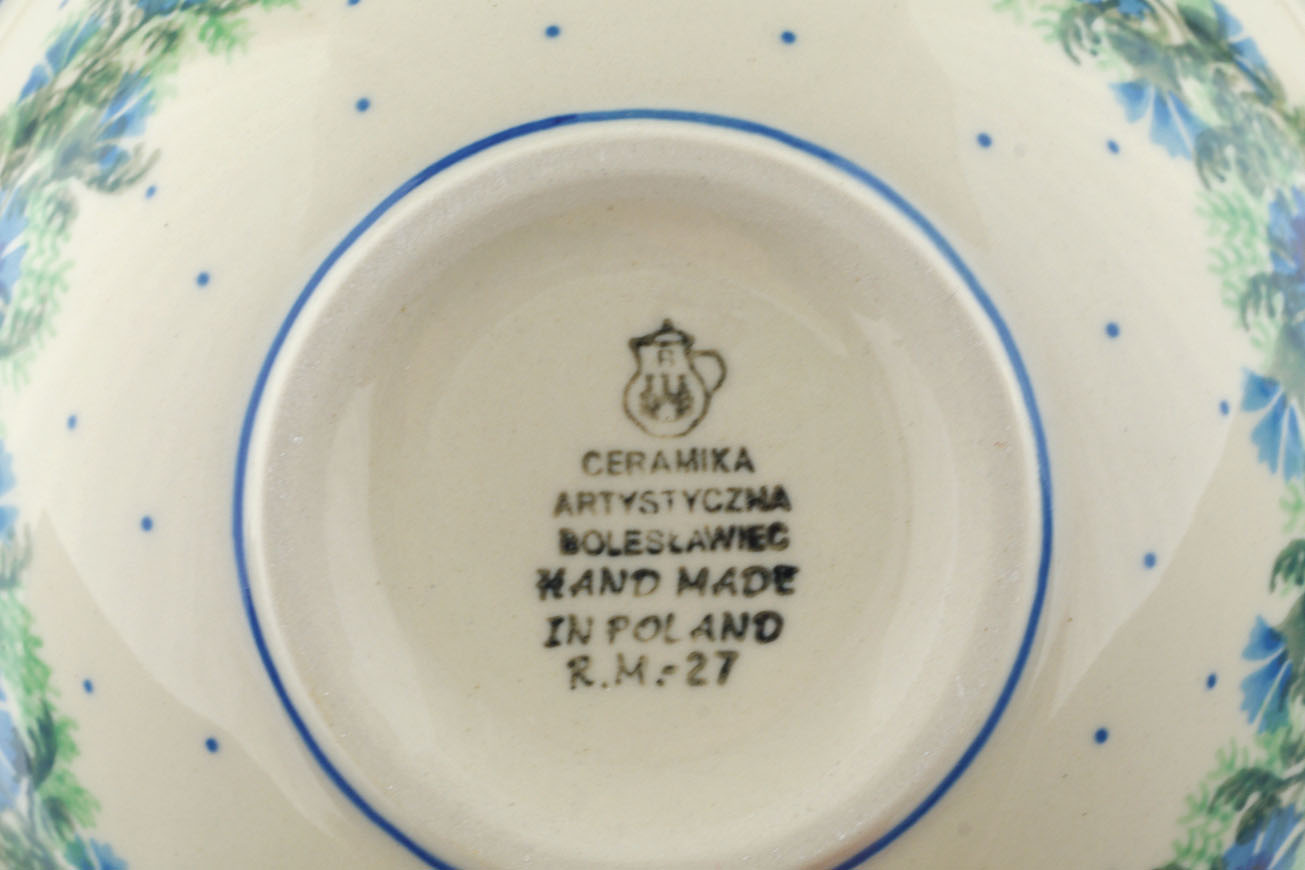 CERAMIKA
ARTYSTYCZNA
BOLESŁAWIEC
HAND MADE
IN POLAND
R.M.-27